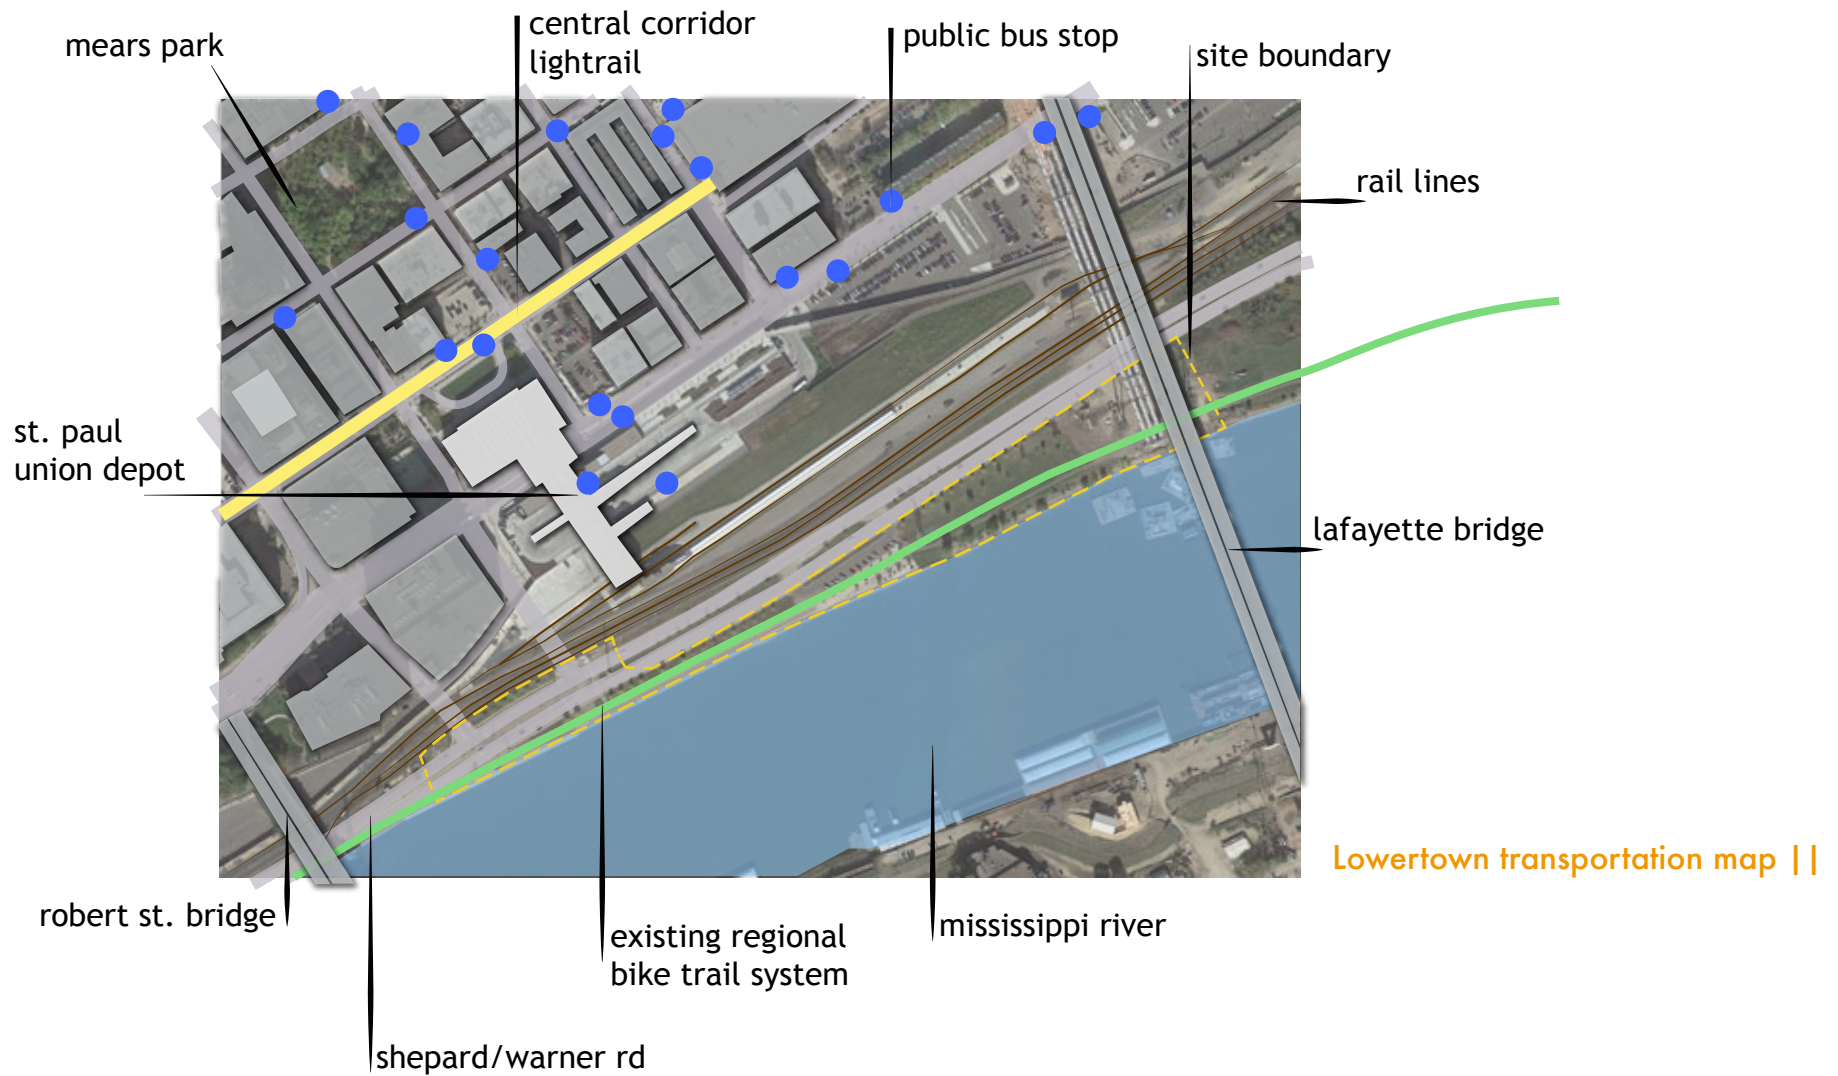 central corridor
lightrail
public bus stop
mears park
site boundary
rail lines
st. paul
union depot
lafayette bridge
Lowertown transportation map ||
robert st. bridge
existing regional
bike trail system
mississippi river
shepard/warner rd